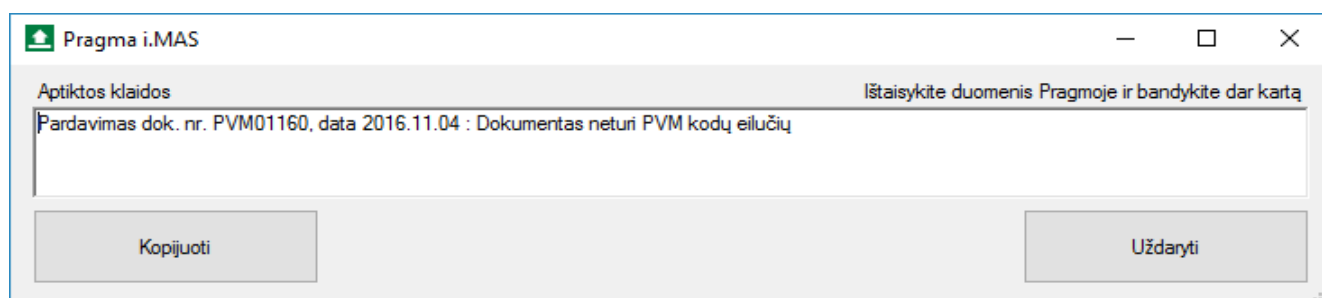 Pragma i.MAS
Aptiktos klaidos
Ištaisykite duomenis Pragmoje ir bandykite dar kartą
Pardavimas dok. nr. PVM01160, data 2016.11.04 : Dokumentas neturi PVM kodų eilučių
Kopijuoti
Uždaryti